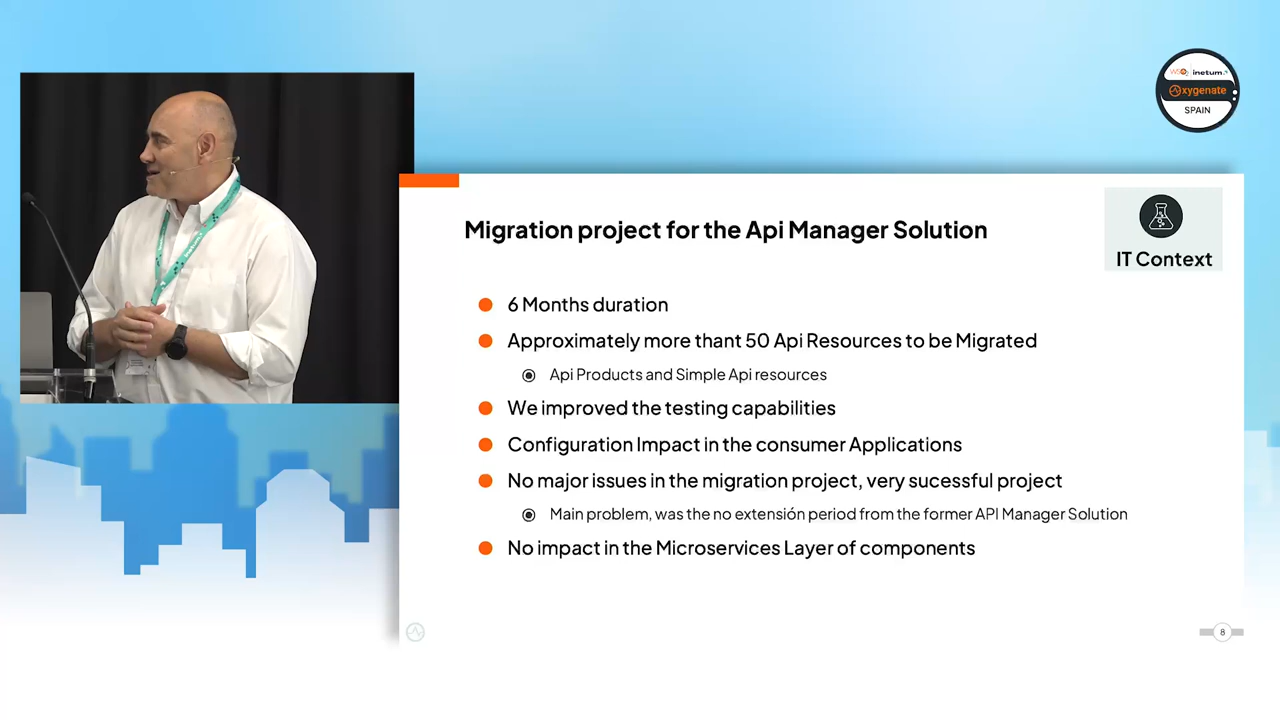 WSO2 inetum.
Oxygenate
SPAIN
Migration project for the Api Manager Solution
IT Context
6 Months duration
Approximately more thant 50 Api Resources to be Migrated
Api Products and Simple Api resources
We improved the testing capabilities
Configuration Impact in the consumer Applications
No major issues in the migration project, very sucessful project
Main problem, was the no extensión period from the former API Manager Solution
No impact in the Microservices Layer of components
8
inetum.